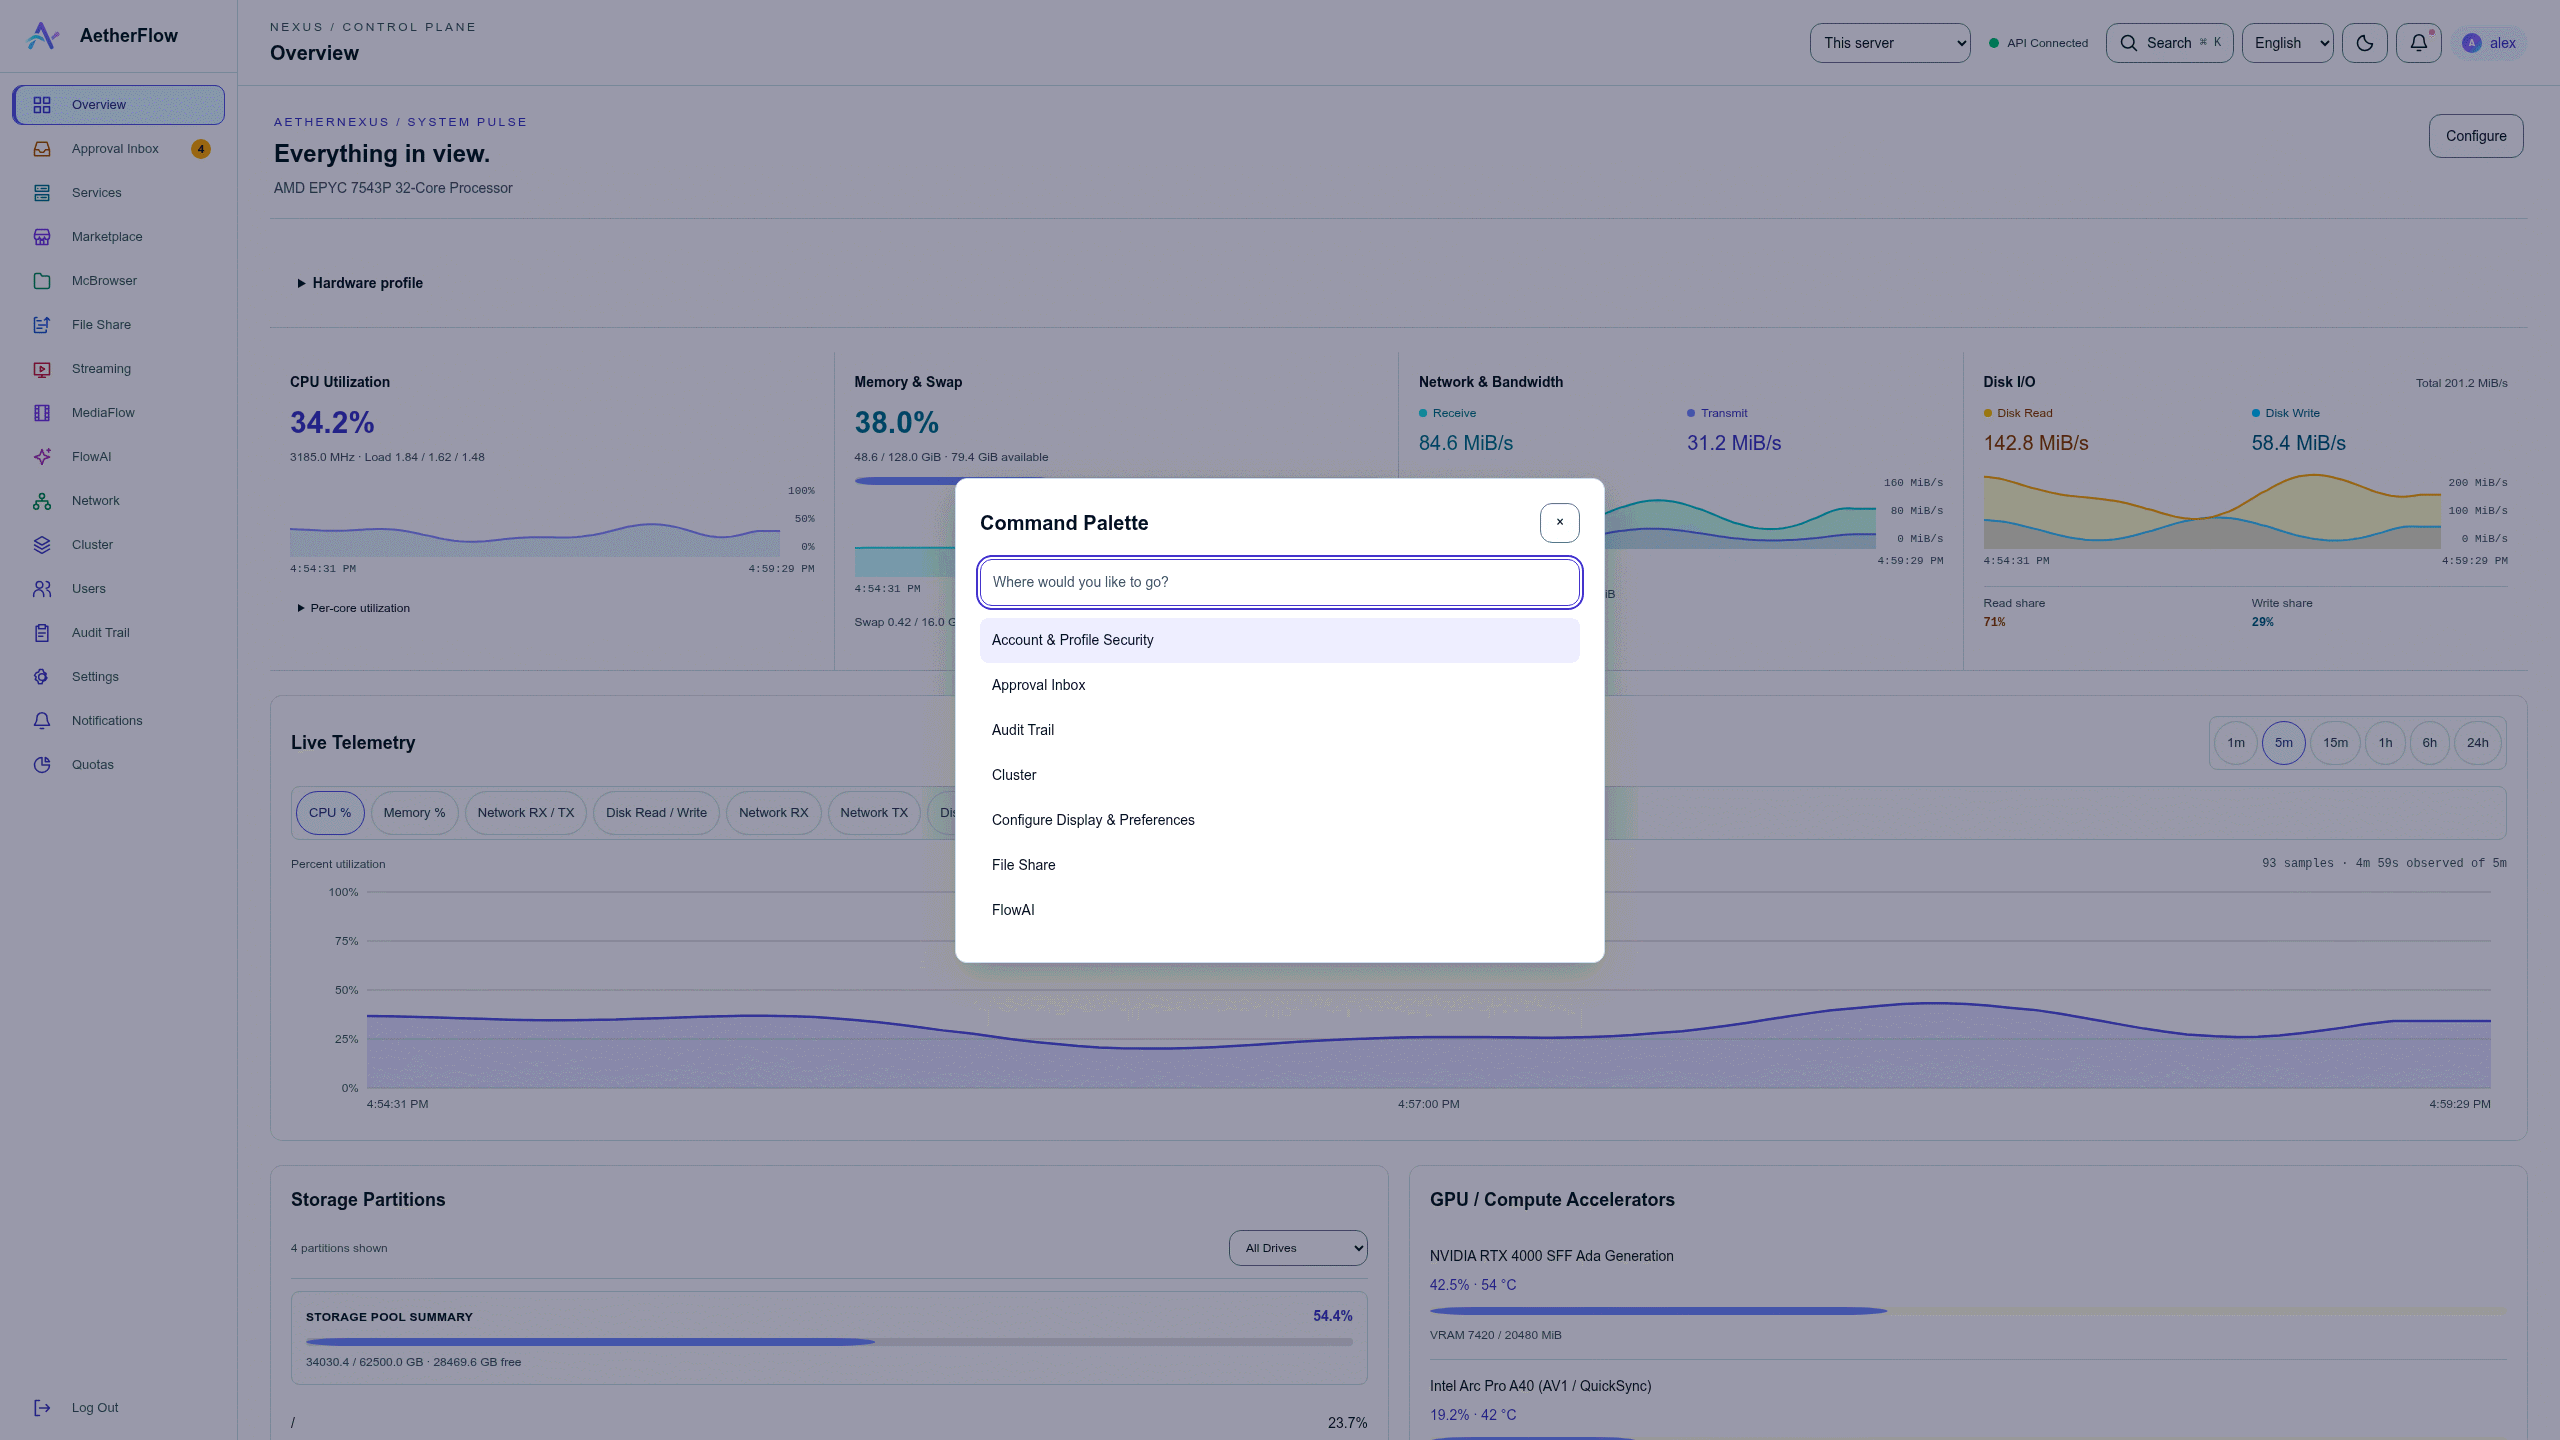 AetherFlow
Overview
Approval Inbox 4
Services
Marketplace
McBrowser
File Share
Streaming
MediaFlow
FlowAI
Network
Cluster
Users
Audit Trail
Settings
Notifications
Quotas
Log Out
NEXUS / CONTROL PLANE
Overview
This server
API Connected
Search ⌘ K
English
A alex
AETHERNEXUS / SYSTEM PULSE
Everything in view.
AMD EPYC 7543P 32-Core Processor
Configure
Hardware profile
CPU Utilization
34.2%
3185.0 MHz · Load 1.84 / 1.62 / 1.48
100%
50%
0%
4:54:31 PM 4:59:29 PM
Per-core utilization
Memory & Swap
38.0%
48.6 / 128.0 GiB · 79.4 GiB available
4:54:31 PM
Swap 0.42 / 16.0 G
Network & Bandwidth
Receive Transmit
84.6 MiB/s 31.2 MiB/s
160 MiB/s
80 MiB/s
0 MiB/s
4:59:29 PM
iB
Disk I/O Total 201.2 MiB/s
Disk Read Disk Write
142.8 MiB/s 58.4 MiB/s
200 MiB/s
100 MiB/s
0 MiB/s
4:54:31 PM 4:59:29 PM
Read share Write share
71% 29%
Command Palette ×
Where would you like to go?
Account & Profile Security
Approval Inbox
Audit Trail
Cluster
Configure Display & Preferences
File Share
FlowAI
Live Telemetry
1m 5m 15m 1h 6h 24h
CPU % Memory % Network RX / TX Disk Read / Write Network RX Network TX Dis
Percent utilization 93 samples · 4m 59s observed of 5m
100%
75%
50%
25%
0%
4:54:31 PM 4:57:00 PM 4:59:29 PM
Storage Partitions
4 partitions shown All Drives
STORAGE POOL SUMMARY 54.4%
34030.4 / 62500.0 GB · 28469.6 GB free
/ 23.7%
GPU / Compute Accelerators
NVIDIA RTX 4000 SFF Ada Generation
42.5% · 54 °C
VRAM 7420 / 20480 MiB
Intel Arc Pro A40 (AV1 / QuickSync)
19.2% · 42 °C